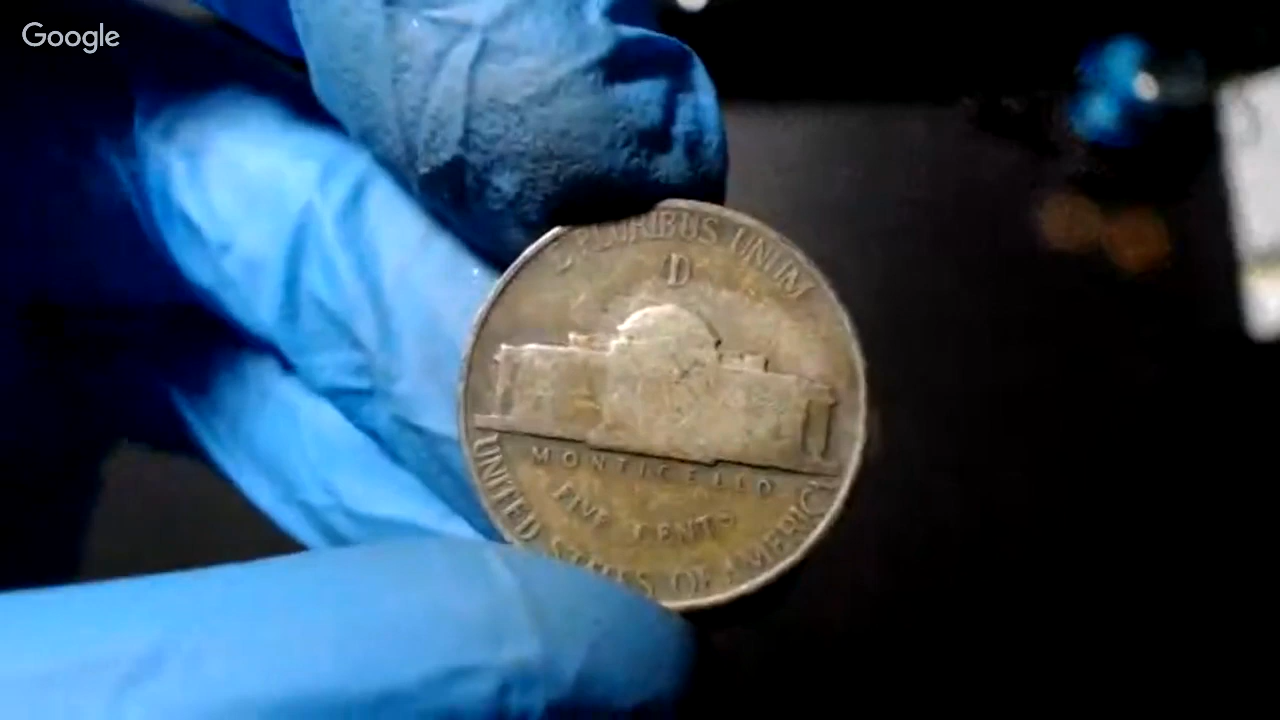 Google
PLURIBUS UNUM
D
MONTICELLO
FIVE CENTS
UNITED STATES OF AMERICA